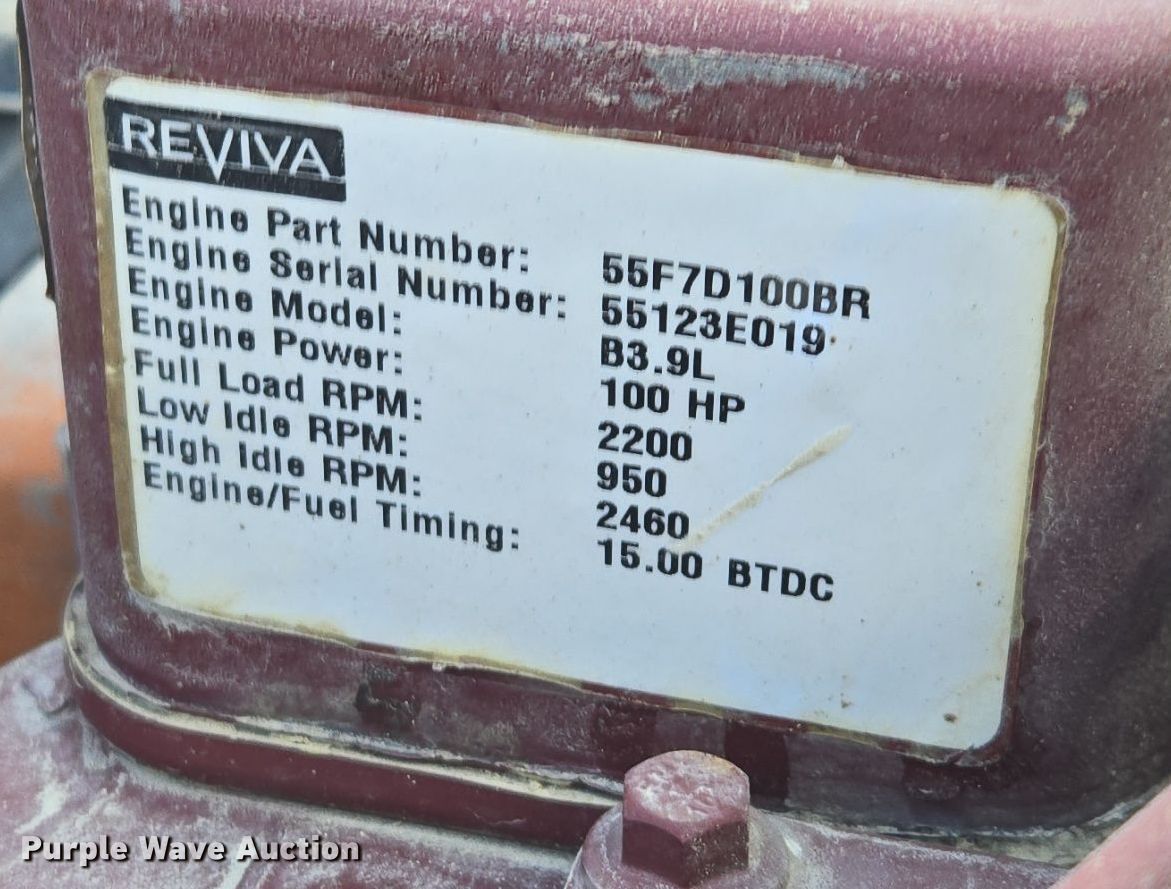 REVIVA
Engine Part Number: 55F7D100BR
Engine Serial Number: 55123E019
Engine Model: B3.9L
Engine Power: 100 HP
Full Load RPM: 2200
Low Idle RPM: 950
High Idle RPM: 2460
Engine/Fuel Timing: 15.00 BTDC
Purple Wave Auction